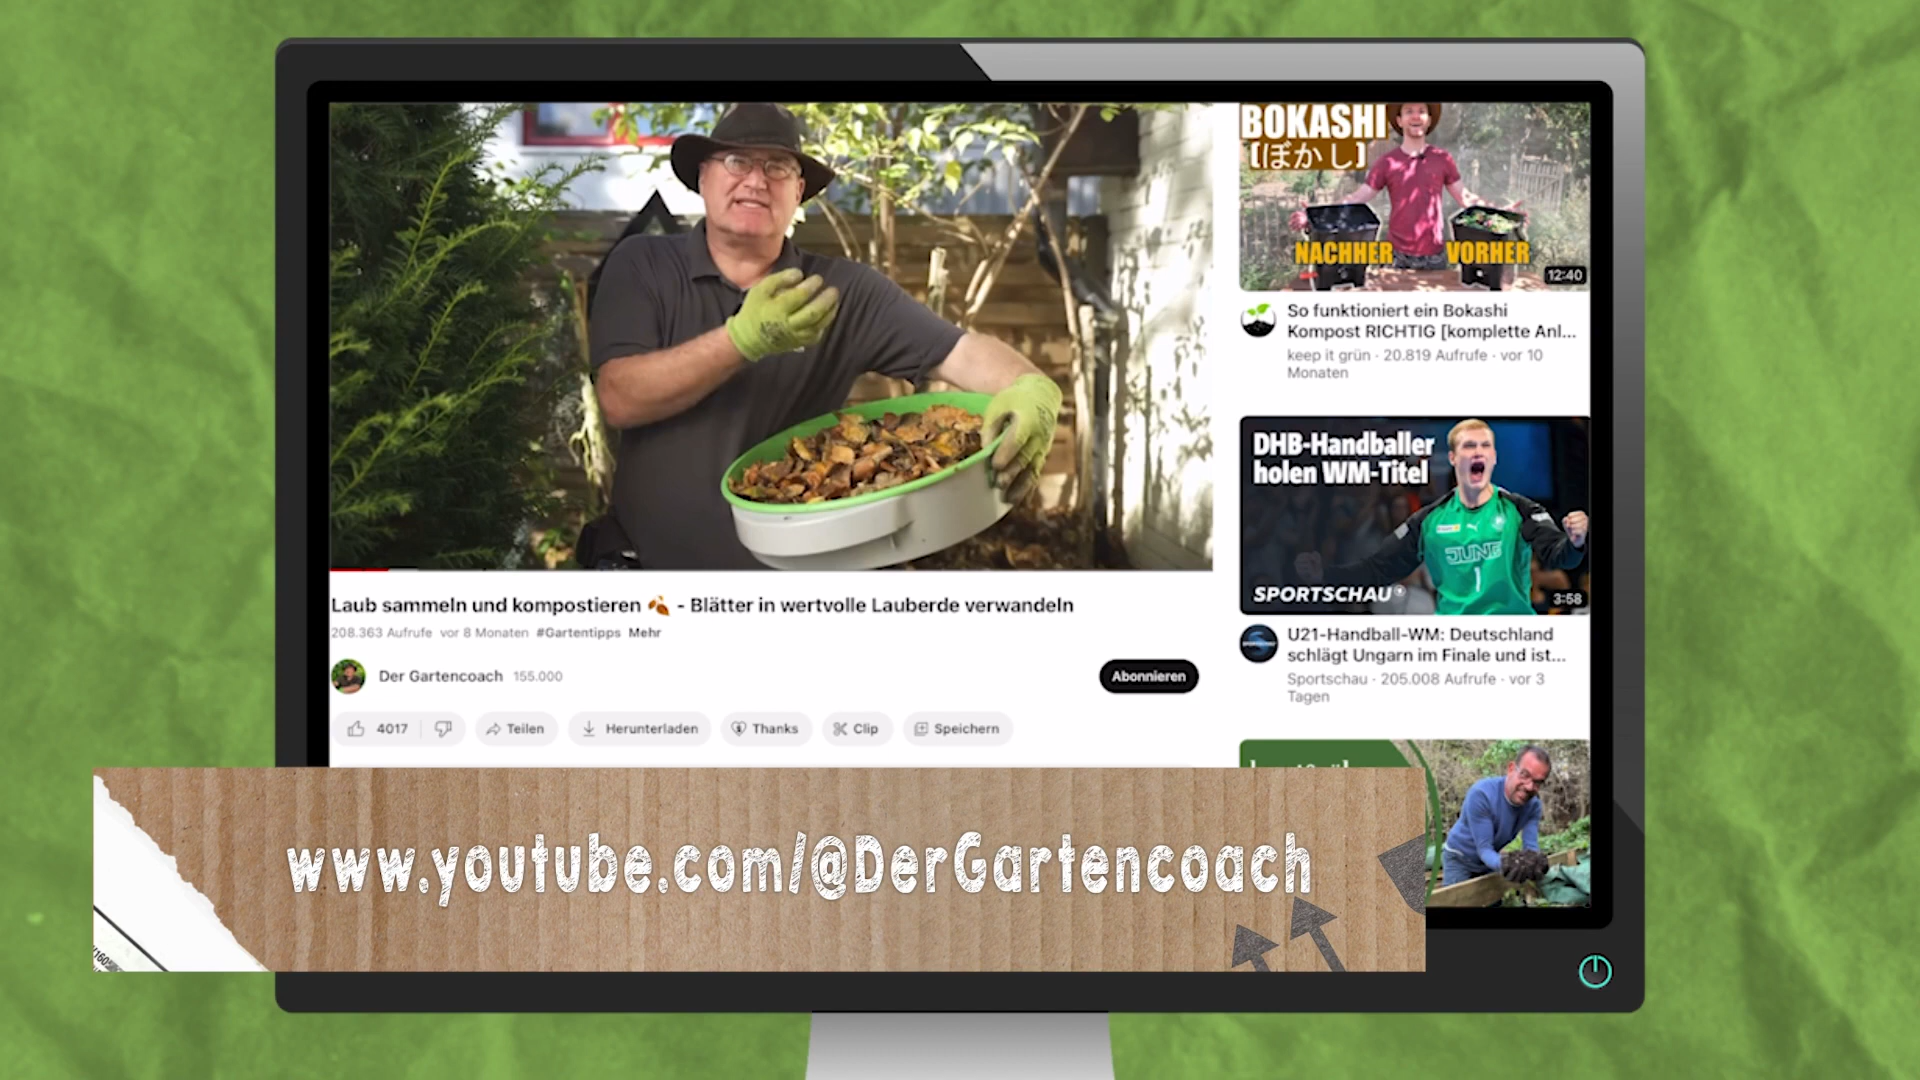 Laub sammeln und kompostieren 🍂 - Blätter in wertvolle Lauberde verwandeln
208.363 Aufrufe vor 8 Monaten #Gartentipps Mehr
Der Gartencoach 155.000
Abonnieren
4017
Teilen
Herunterladen
Thanks
Clip
Speichern
BOKASHI
[ぼかし]
NACHHER
VORHER
12:40
So funktioniert ein Bokashi
Kompost RICHTIG [komplette Anl...
keep it grün · 20.819 Aufrufe · vor 10
Monaten
DHB-Handballer
holen WM-Titel
JUNG
1
SPORTSCHAU
3:58
U21-Handball-WM: Deutschland
schlägt Ungarn im Finale und ist...
Sportschau · 205.008 Aufrufe · vor 3
Tagen
www.youtube.com/@DerGartencoach